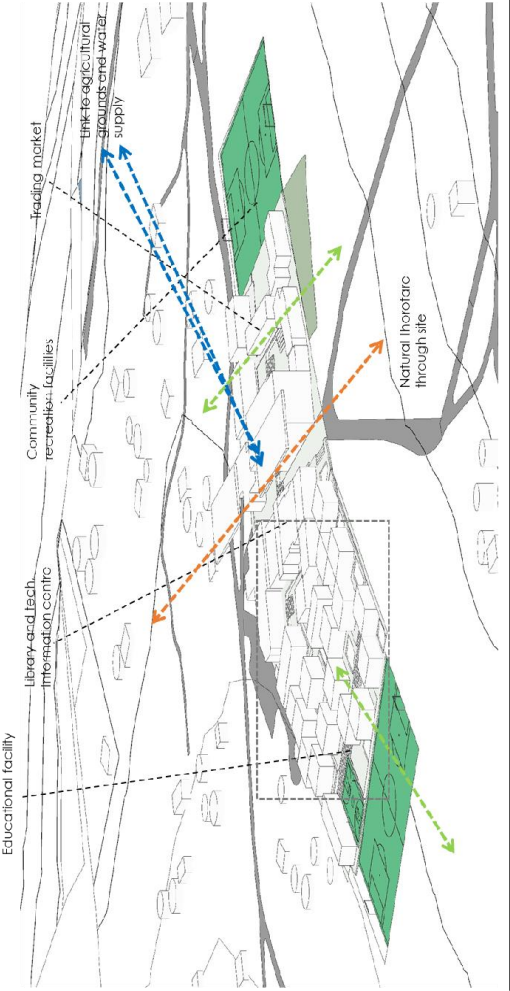 Educational facility
Library and tech.
Information centre
Community
recreation facilities
Trading market
Link to agricultural
grounds and water
supply
Natural thorotarc
through site